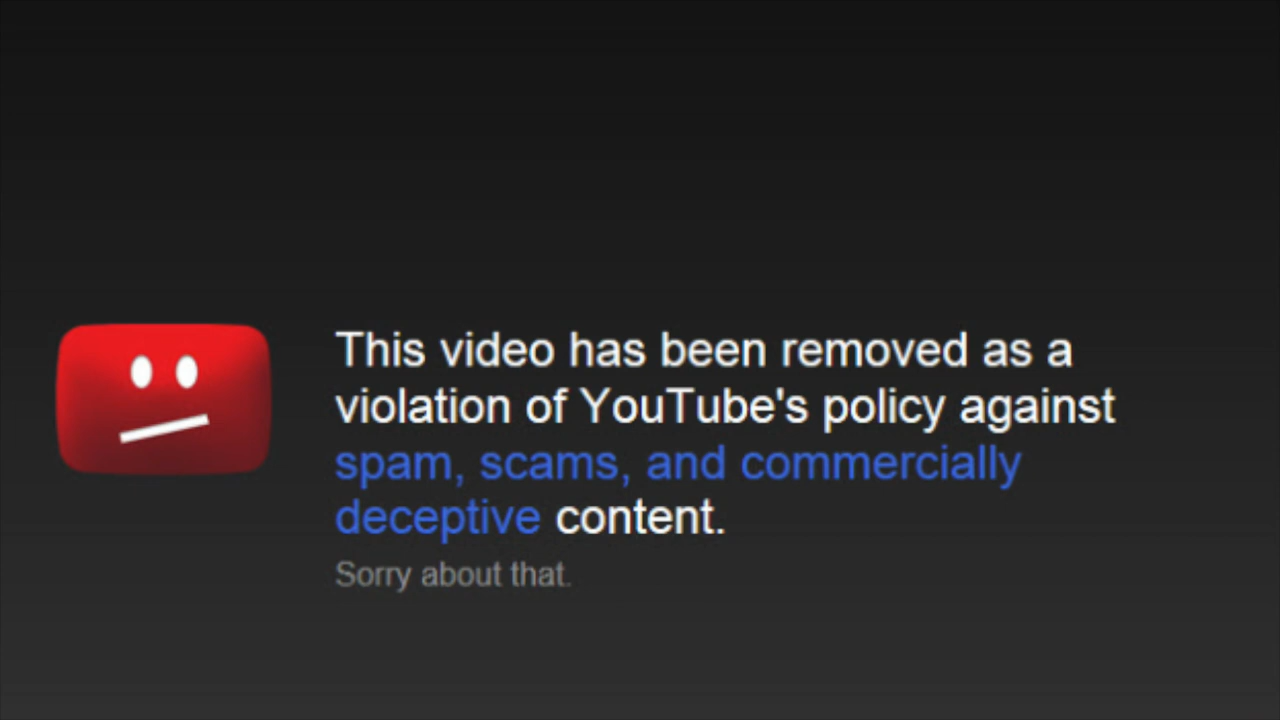 This video has been removed as a
violation of YouTube's policy against
spam, scams, and commercially
deceptive content.
Sorry about that.